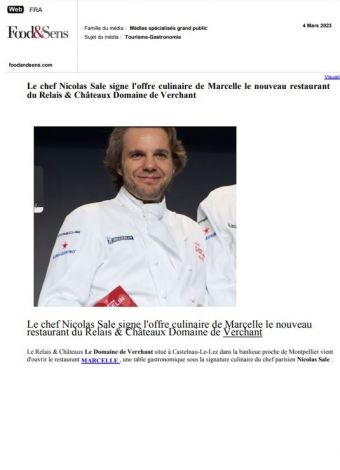 Web FRA
Food&Sens
Famille du média : Médias spécialisés grand public
Sujet du média : Tourisme-Gastronomie
4 Mars 2023
foodandsens.com
Visualiser
Le chef Nicolas Sale signe l'offre culinaire de Marcelle le nouveau restaurant
du Relais & Châteaux Domaine de Verchant
MICHELIN
Le chef Nicolas Sale signe l'offre culinaire de Marcelle le nouveau
restaurant du Relais & Châteaux Domaine de Verchant
Le Relais & Châteaux Le Domaine de Verchant situé à Castelnau-Le-Lez dans la banlieue proche de Montpellier vient
d'ouvrir le restaurant MARCELLE , une table gastronomique sous la signature culinaire du chef parisien Nicolas Sale .